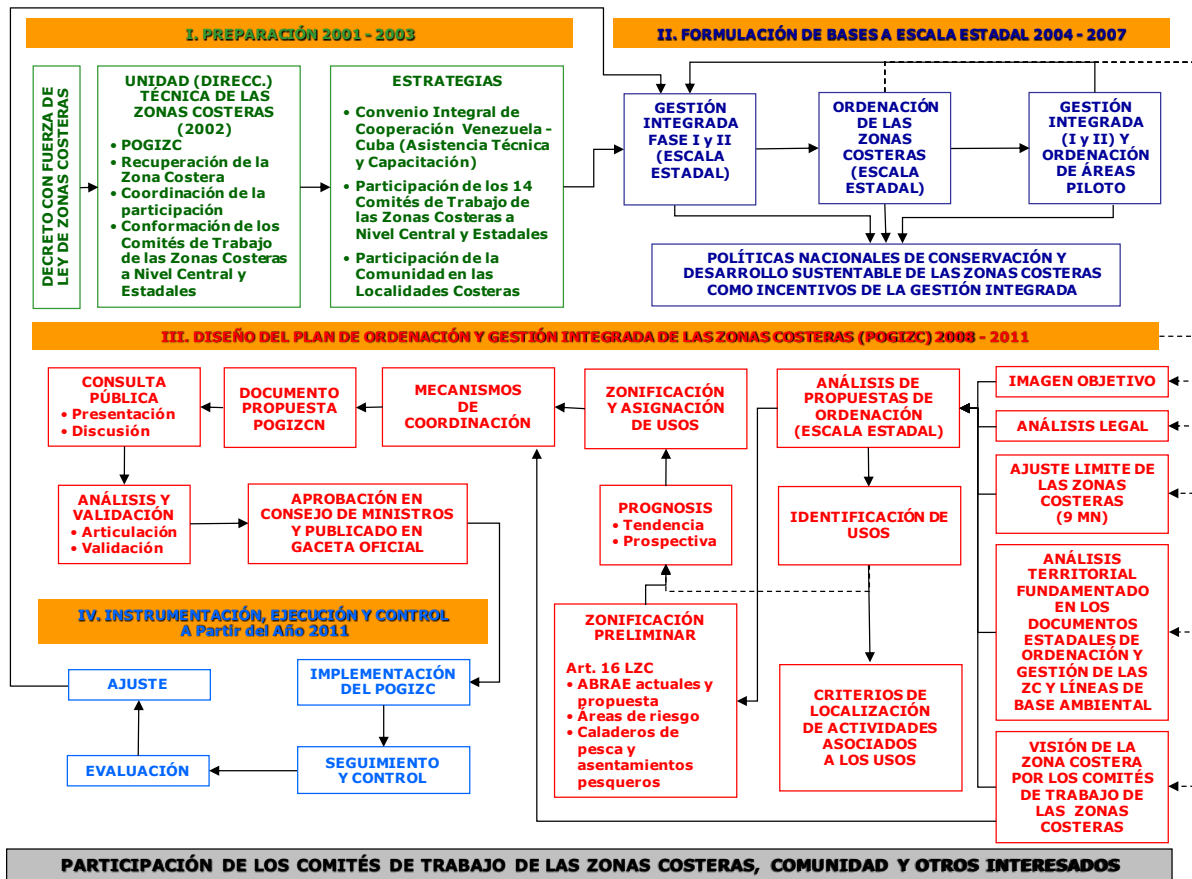 I. PREPARACIÓN 2001 - 2003
DECRETO CON FUERZA DE
LEY DE ZONAS COSTERAS
UNIDAD (DIRECC.)
TÉCNICA DE LAS
ZONAS COSTERAS
(2002)
• POGIZC
• Recuperación de la
Zona Costera
• Coordinación de la
participación
• Conformación de los
Comités de Trabajo
de las Zonas Costeras
a Nivel Central y
Estadales
ESTRATEGIAS
• Convenio Integral de
Cooperación Venezuela -
Cuba (Asistencia Técnica
y Capacitación)
• Participación de los 14
Comités de Trabajo de
las Zonas Costeras a
Nivel Central y Estadales
• Participación de la
Comunidad en las
Localidades Costeras
II. FORMULACIÓN DE BASES A ESCALA ESTADAL 2004 - 2007
GESTIÓN
INTEGRADA
FASE I y II
(ESCALA
ESTADAL)
ORDENACIÓN
DE LAS
ZONAS
COSTERAS
(ESCALA
ESTADAL)
GESTIÓN
INTEGRADA
(I y II) Y
ORDENACIÓN
DE ÁREAS
PILOTO
POLÍTICAS NACIONALES DE CONSERVACIÓN Y
DESARROLLO SUSTENTABLE DE LAS ZONAS COSTERAS
COMO INCENTIVOS DE LA GESTIÓN INTEGRADA
III. DISEÑO DEL PLAN DE ORDENACIÓN Y GESTIÓN INTEGRADA DE LAS ZONAS COSTERAS (POGIZC) 2008 - 2011
CONSULTA
PÚBLICA
• Presentación
• Discusión
DOCUMENTO
PROPUESTA
POGIZCN
MECANISMOS
DE
COORDINACIÓN
ZONIFICACIÓN
Y ASIGNACIÓN
DE USOS
ANÁLISIS DE
PROPUESTAS DE
ORDENACIÓN
(ESCALA ESTADAL)
IMAGEN OBJETIVO
ANÁLISIS LEGAL
AJUSTE LIMITE DE
LAS ZONAS
COSTERAS
(9 MN)
ANÁLISIS
TERRITORIAL
FUNDAMENTADO
EN LOS
DOCUMENTOS
ESTADALES DE
ORDENACIÓN Y
GESTIÓN DE LAS
ZC Y LÍNEAS DE
BASE AMBIENTAL
VISIÓN DE LA
ZONA COSTERA
POR LOS COMITÉS
DE TRABAJO DE
LAS ZONAS
COSTERAS
ANÁLISIS Y
VALIDACIÓN
• Articulación
• Validación
APROBACIÓN EN
CONSEJO DE MINISTROS
Y PUBLICADO EN
GACETA OFICIAL
PROGNOSIS
• Tendencia
• Prospectiva
IDENTIFICACIÓN DE
USOS
ZONIFICACIÓN
PRELIMINAR
Art. 16 LZC
• ABRAE actuales y
propuesta
• Áreas de riesgo
• Caladeros de
pesca y
asentamientos
pesqueros
CRITERIOS DE
LOCALIZACIÓN
DE ACTIVIDADES
ASOCIADOS
A LOS USOS
IV. INSTRUMENTACIÓN, EJECUCIÓN Y CONTROL
A Partir del Año 2011
AJUSTE
IMPLEMENTACIÓN
DEL POGIZC
EVALUACIÓN
SEGUIMIENTO
Y CONTROL
PARTICIPACIÓN DE LOS COMITÉS DE TRABAJO DE LAS ZONAS COSTERAS, COMUNIDAD Y OTROS INTERESADOS